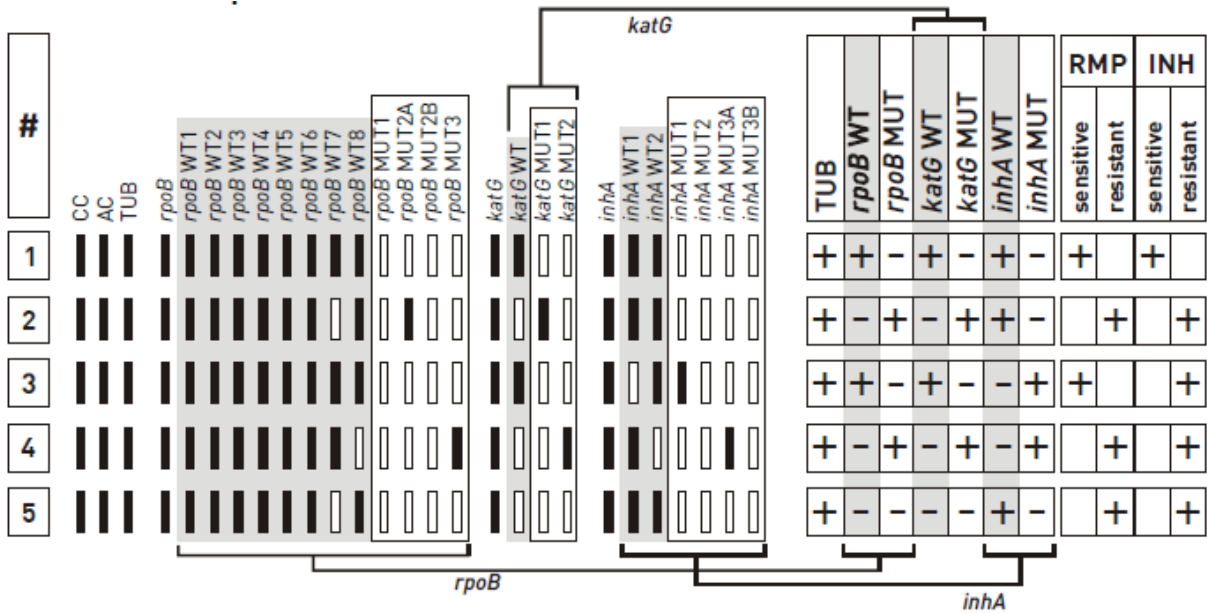 katG
#
CC
AC
TUB
rpoB
rpoB WT1
rpoB WT2
rpoB WT3
rpoB WT4
rpoB WT5
rpoB WT6
rpoB WT7
rpoB WT8
rpoB MUT1
rpoB MUT2A
rpoB MUT2B
rpoB MUT3
katG
katG WT
katG MUT1
katG MUT2
inhA
inhA WT1
inhA WT2
inhA MUT1
inhA MUT2
inhA MUT3A
inhA MUT3B
TUB
rpoB WT
rpoB MUT
katG WT
katG MUT
inhA WT
inhA MUT
RMP INH
sensitive
resistant
sensitive
resistant
1 + + - + - + - + +
2 + - + - + + - + +
3 + + - + - - + + +
4 + - + - + - + + +
5 + - - - - + - + +
rpoB
inhA